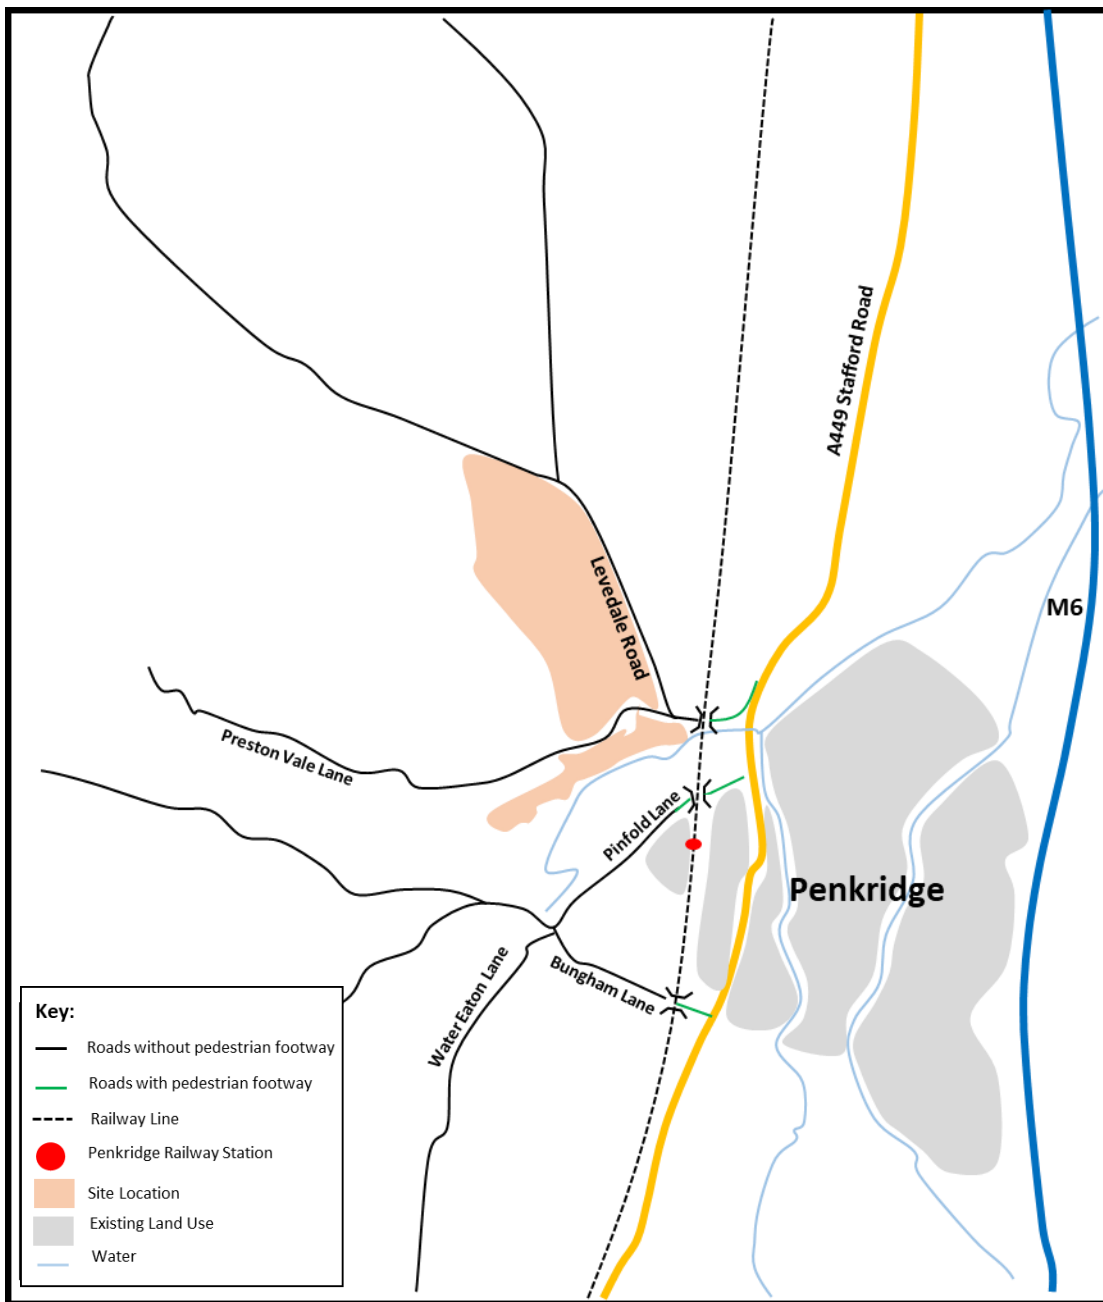 A449 Stafford Road
M6
Levedale Road
Preston Vale Lane
Pinfold Lane
Penkridge
Bungham Lane
Water Eaton Lane
Key:
Roads without pedestrian footway
Roads with pedestrian footway
Railway Line
Penkridge Railway Station
Site Location
Existing Land Use
Water